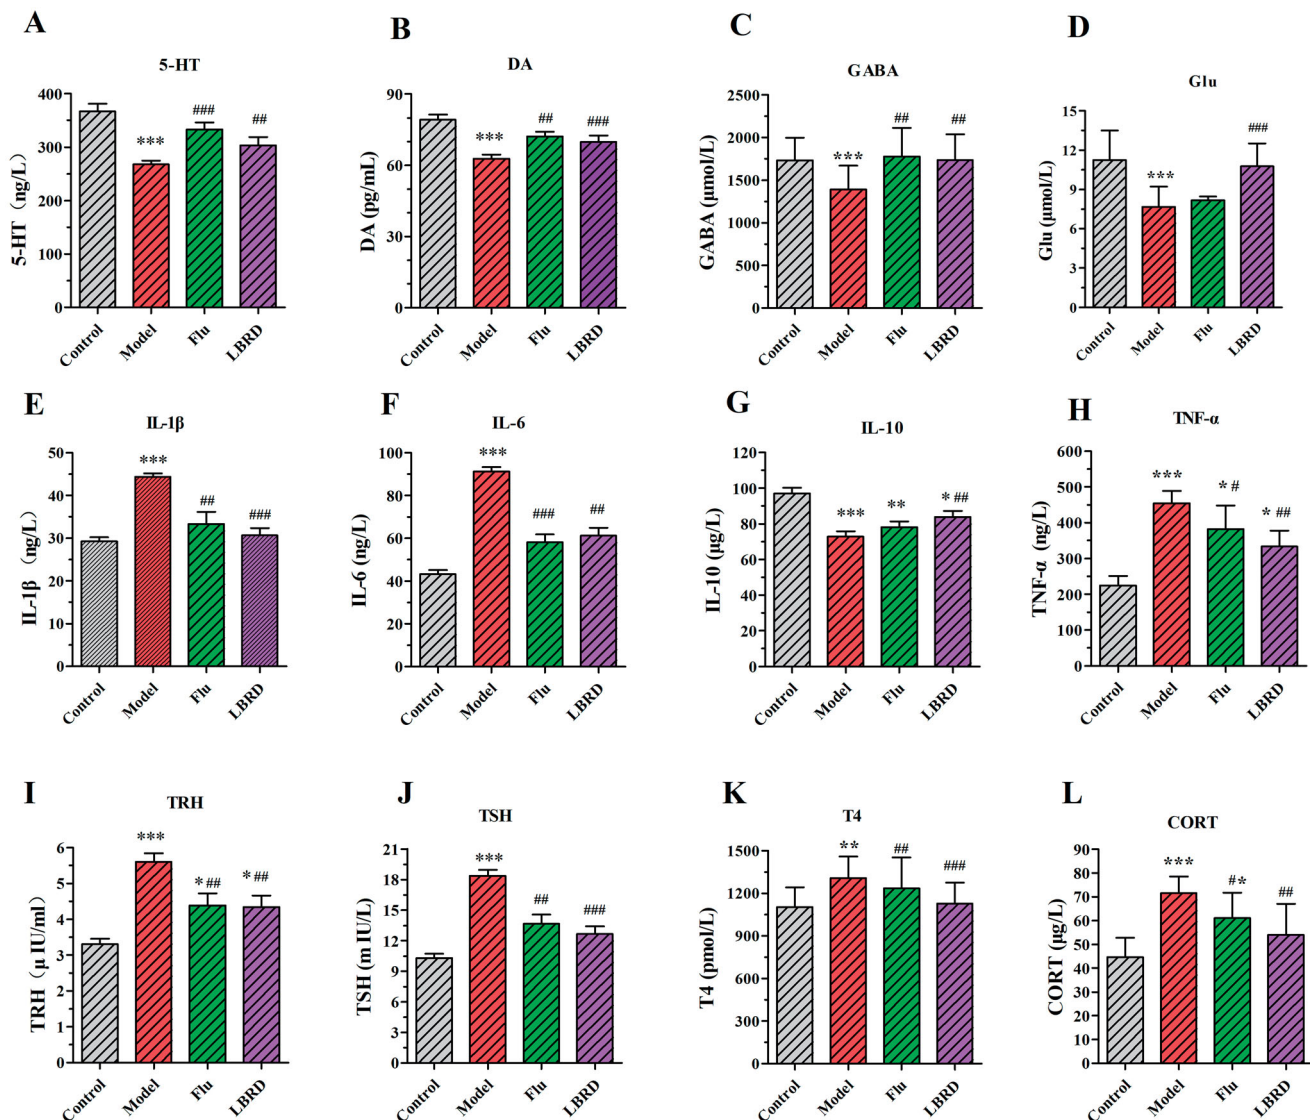 A
5-HT
5-HT (ng/L)
400
300
200
100
0
***
###
##
Control
Model
Flu
LBRD
B
DA
DA (pg/mL)
90
60
30
0
***
##
###
Control
Model
Flu
LBRD
C
GABA
GABA (μmol/L)
2500
2000
1750
1500
1250
1000
750
500
250
0
***
##
##
Control
Model
Flu
LBRD
D
Glu
Glu (μmol/L)
15
12
9
6
3
0
***
###
Control
Model
Flu
LBRD
E
IL-1β
IL-1β (ng/L)
50
40
30
20
10
0
***
##
###
Control
Model
Flu
LBRD
F
IL-6
IL-6 (ng/L)
100
80
60
40
20
0
***
###
##
Control
Model
Flu
LBRD
G
IL-10
IL-10 (μg/L)
120
100
80
60
40
20
0
***
**
* ##
Control
Model
Flu
LBRD
H
TNF-α
TNF-α (ng/L)
600
500
400
300
200
100
0
***
* #
* ##
Control
Model
Flu
LBRD
I
TRH
TRH (μ IU/ml)
6
5
4
3
2
1
0
***
* ##
* ##
Control
Model
Flu
LBRD
J
TSH
TSH (m IU/L)
21
18
15
12
9
6
3
0
***
##
###
Control
Model
Flu
LBRD
K
T4
T4 (pmol/L)
1500
1200
900
600
300
0
**
##
###
Control
Model
Flu
LBRD
L
CORT
CORT (μg/L)
90
80
70
60
50
40
30
20
10
0
***
#*
##
Control
Model
Flu
LBRD